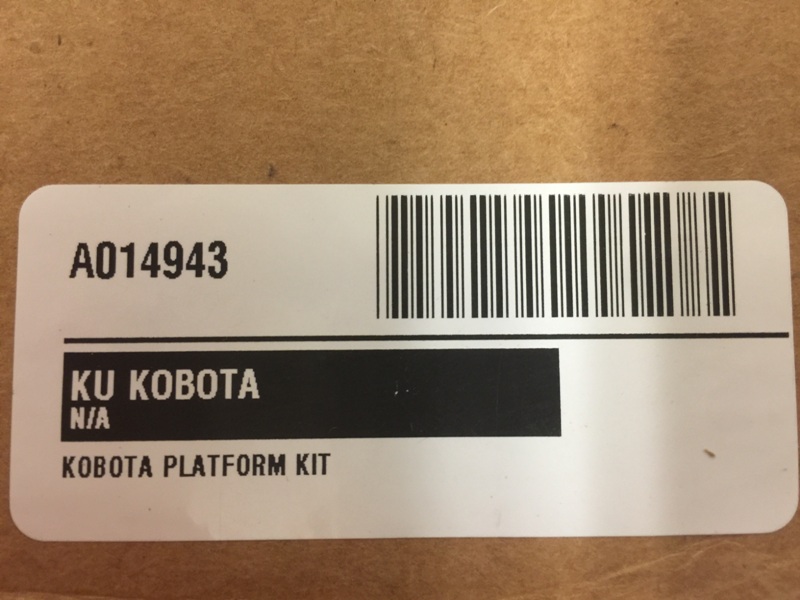 A014943
KU KOBOTA
N/A
KOBOTA PLATFORM KIT